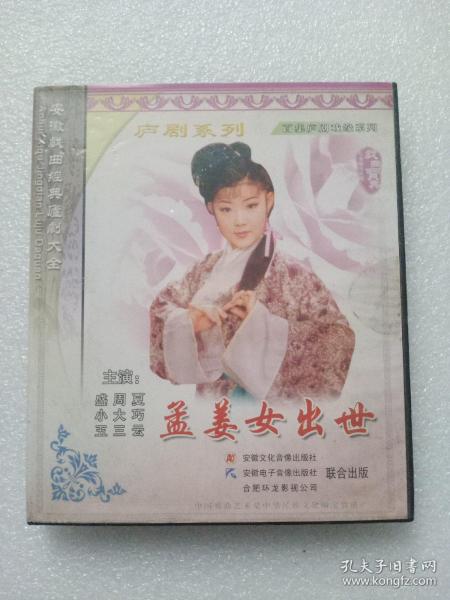 安徽戏曲经典廬劇大全
庐剧系列
主演：
盛 周 夏
小 大 巧
玉 三 云
孟姜女出世
安徽文化音像出版社
安徽电子音像出版社
合肥环龙影视公司
联合出版
孔夫子旧书网
www.kongfz.com